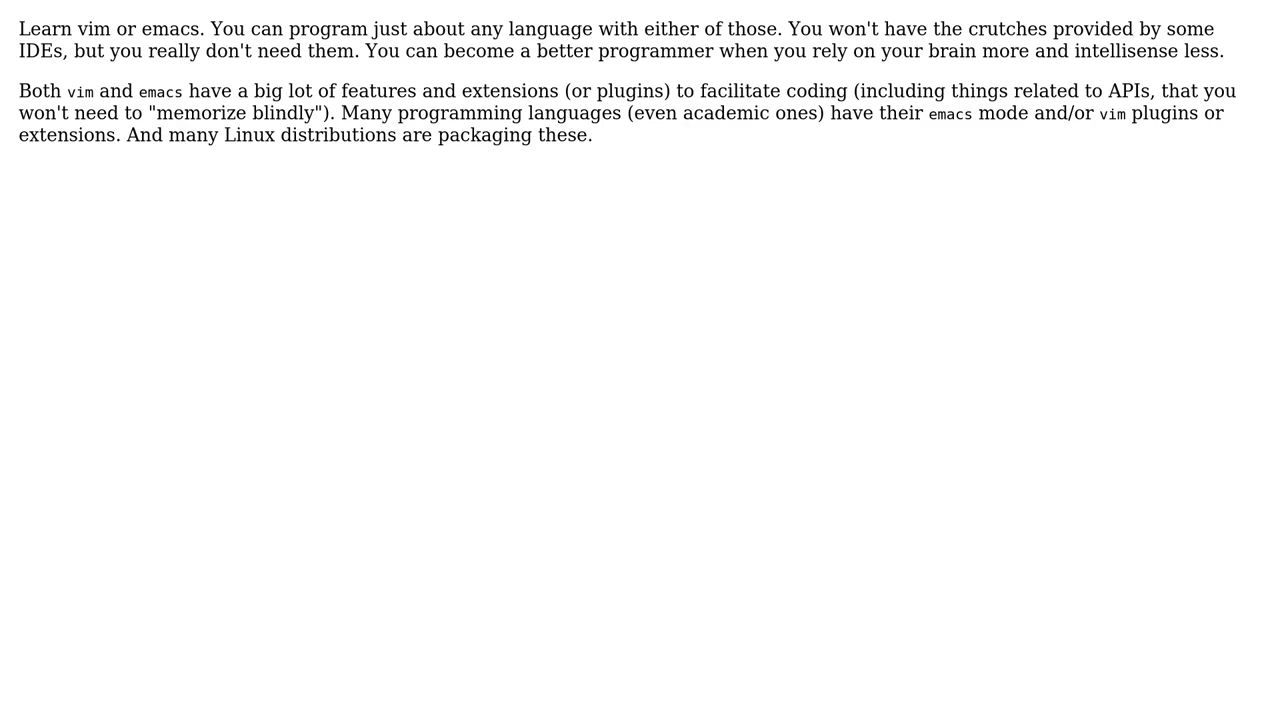 Learn vim or emacs. You can program just about any language with either of those. You won't have the crutches provided by some
IDEs, but you really don't need them. You can become a better programmer when you rely on your brain more and intellisense less.
Both vim and emacs have a big lot of features and extensions (or plugins) to facilitate coding (including things related to APIs, that you
won't need to "memorize blindly"). Many programming languages (even academic ones) have their emacs mode and/or vim plugins or
extensions. And many Linux distributions are packaging these.